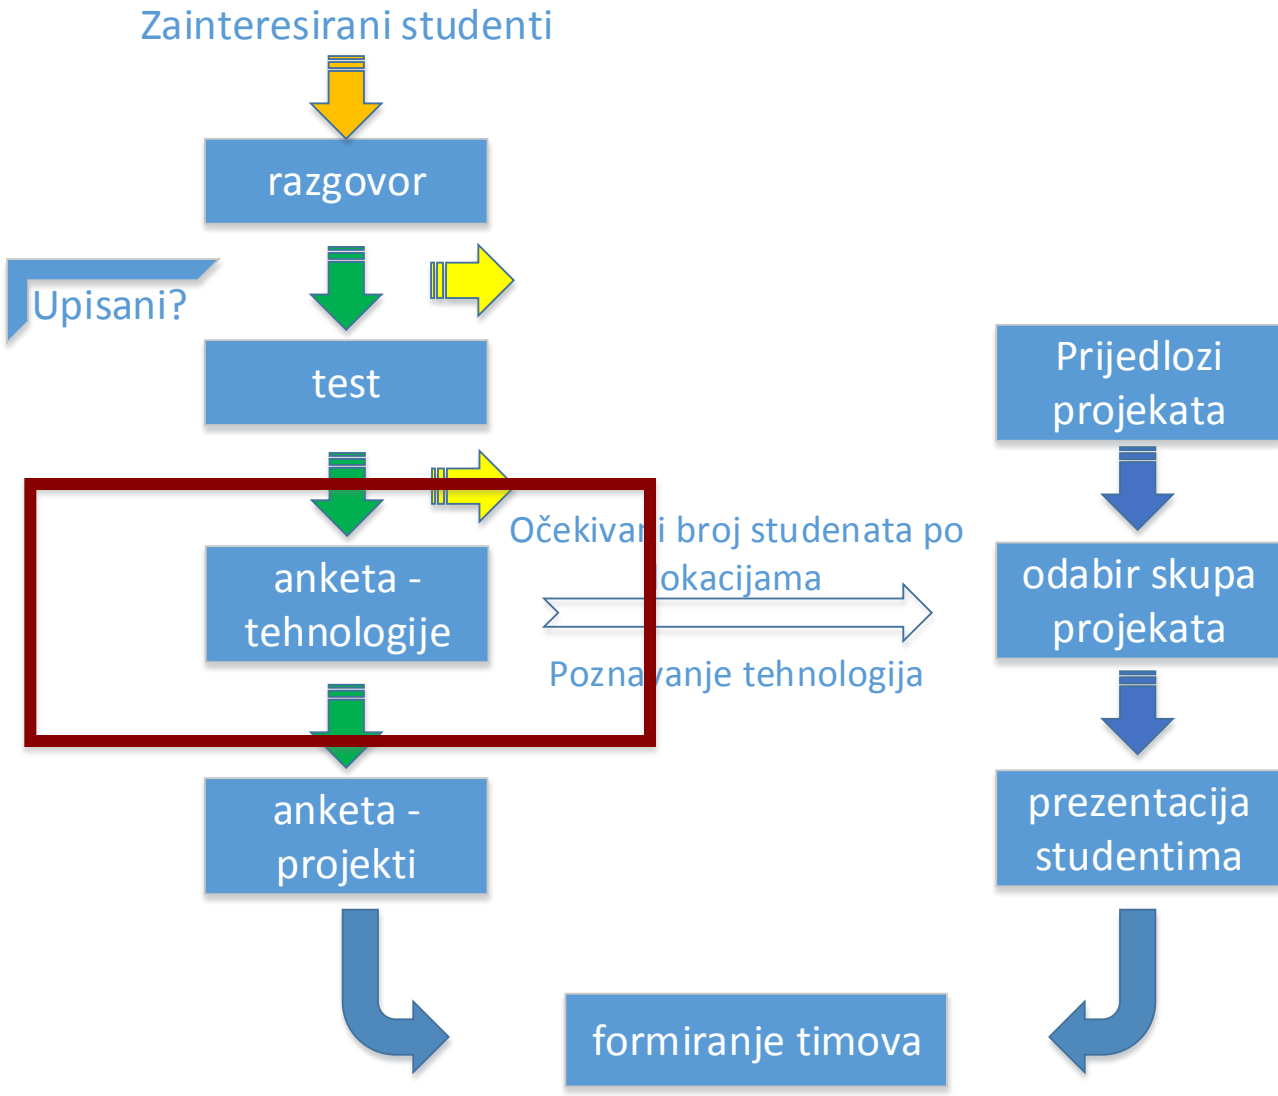 Zainteresirani studenti
razgovor
Upisani?
test
anketa -
tehnologije
Očekivani broj studenata po
lokacijama
Poznavanje tehnologija
anketa -
projekti
Prijedlozi
projekata
odabir skupa
projekata
prezentacija
studentima
formiranje timova